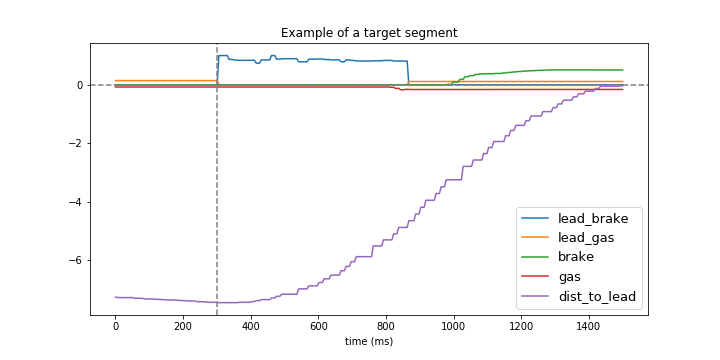 Example of a target segment
0
−2
−4
−6
lead_brake
lead_gas
brake
gas
dist_to_lead
0 200 400 600 800 1000 1200 1400
time (ms)